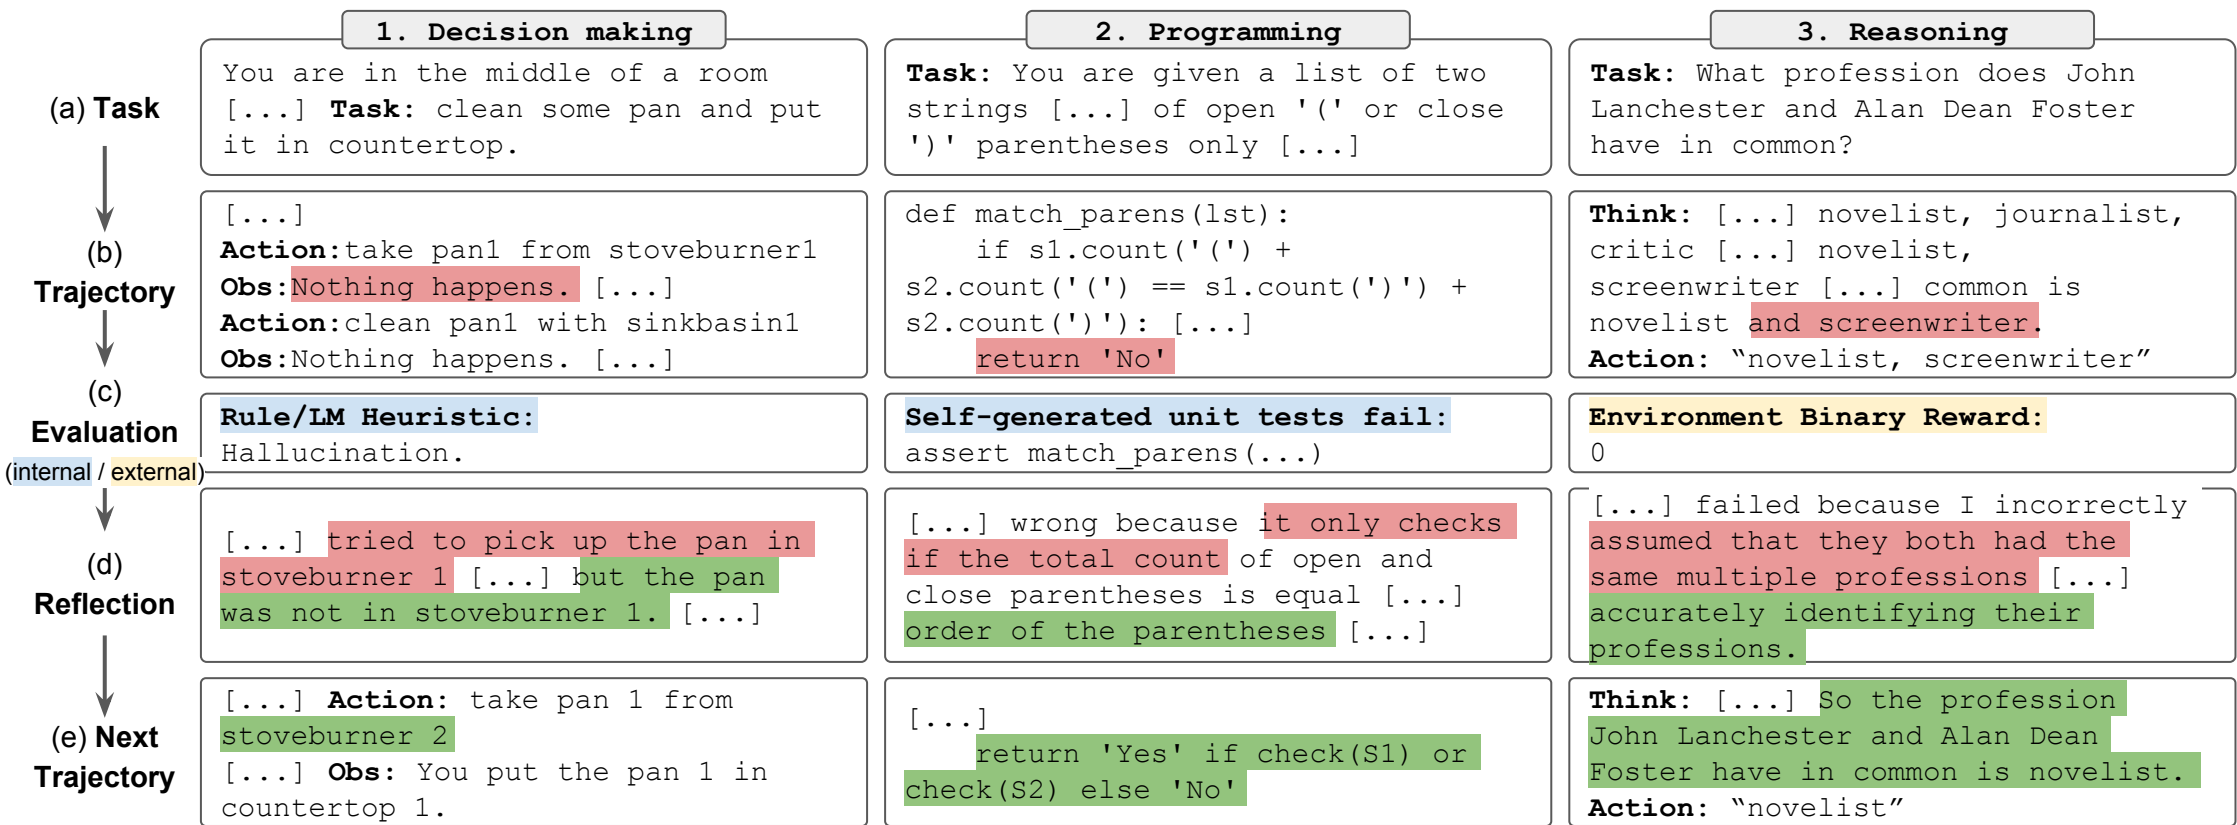 1. Decision making
2. Programming
3. Reasoning
(a) Task
You are in the middle of a room
[...] Task: clean some pan and put
it in countertop.
Task: You are given a list of two
strings [...] of open '(' or close
')' parentheses only [...]
Task: What profession does John
Lanchester and Alan Dean Foster
have in common?
(b)
Trajectory
[...]
Action:take pan1 from stoveburner1
Obs:Nothing happens. [...]
Action:clean pan1 with sinkbasin1
Obs:Nothing happens. [...]
def match_parens(lst):
    if s1.count('(') +
s2.count('(') == s1.count(')') +
s2.count(')'): [...]
    return 'No'
Think: [...] novelist, journalist,
critic [...] novelist,
screenwriter [...] common is
novelist and screenwriter.
Action: “novelist, screenwriter”
(c)
Evaluation
(internal / external)
Rule/LM Heuristic:
Hallucination.
Self-generated unit tests fail:
assert match_parens(...)
Environment Binary Reward:
0
(d)
Reflection
[...] tried to pick up the pan in
stoveburner 1 [...] but the pan
was not in stoveburner 1. [...]
[...] wrong because it only checks
if the total count of open and
close parentheses is equal [...]
order of the parentheses [...]
[...] failed because I incorrectly
assumed that they both had the
same multiple professions [...]
accurately identifying their
professions.
(e) Next
Trajectory
[...] Action: take pan 1 from
stoveburner 2
[...] Obs: You put the pan 1 in
countertop 1.
[...]
    return 'Yes' if check(S1) or
check(S2) else 'No'
Think: [...] So the profession
John Lanchester and Alan Dean
Foster have in common is novelist.
Action: “novelist”